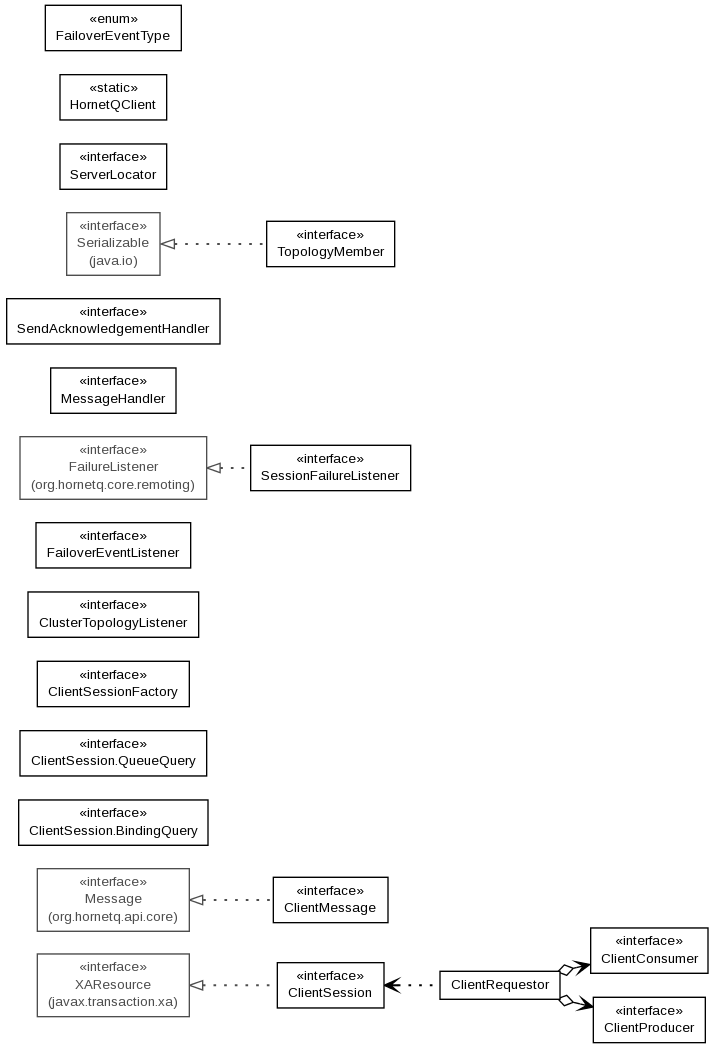 «enum»
FailoverEventType
«static»
HornetQClient
«interface»
ServerLocator
«interface»
Serializable
(java.io)
«interface»
TopologyMember
«interface»
SendAcknowledgementHandler
«interface»
MessageHandler
«interface»
FailureListener
(org.hornetq.core.remoting)
«interface»
SessionFailureListener
«interface»
FailoverEventListener
«interface»
ClusterTopologyListener
«interface»
ClientSessionFactory
«interface»
ClientSession.QueueQuery
«interface»
ClientSession.BindingQuery
«interface»
Message
(org.hornetq.api.core)
«interface»
ClientMessage
«interface»
XAResource
(javax.transaction.xa)
«interface»
ClientSession
ClientRequestor
«interface»
ClientConsumer
«interface»
ClientProducer